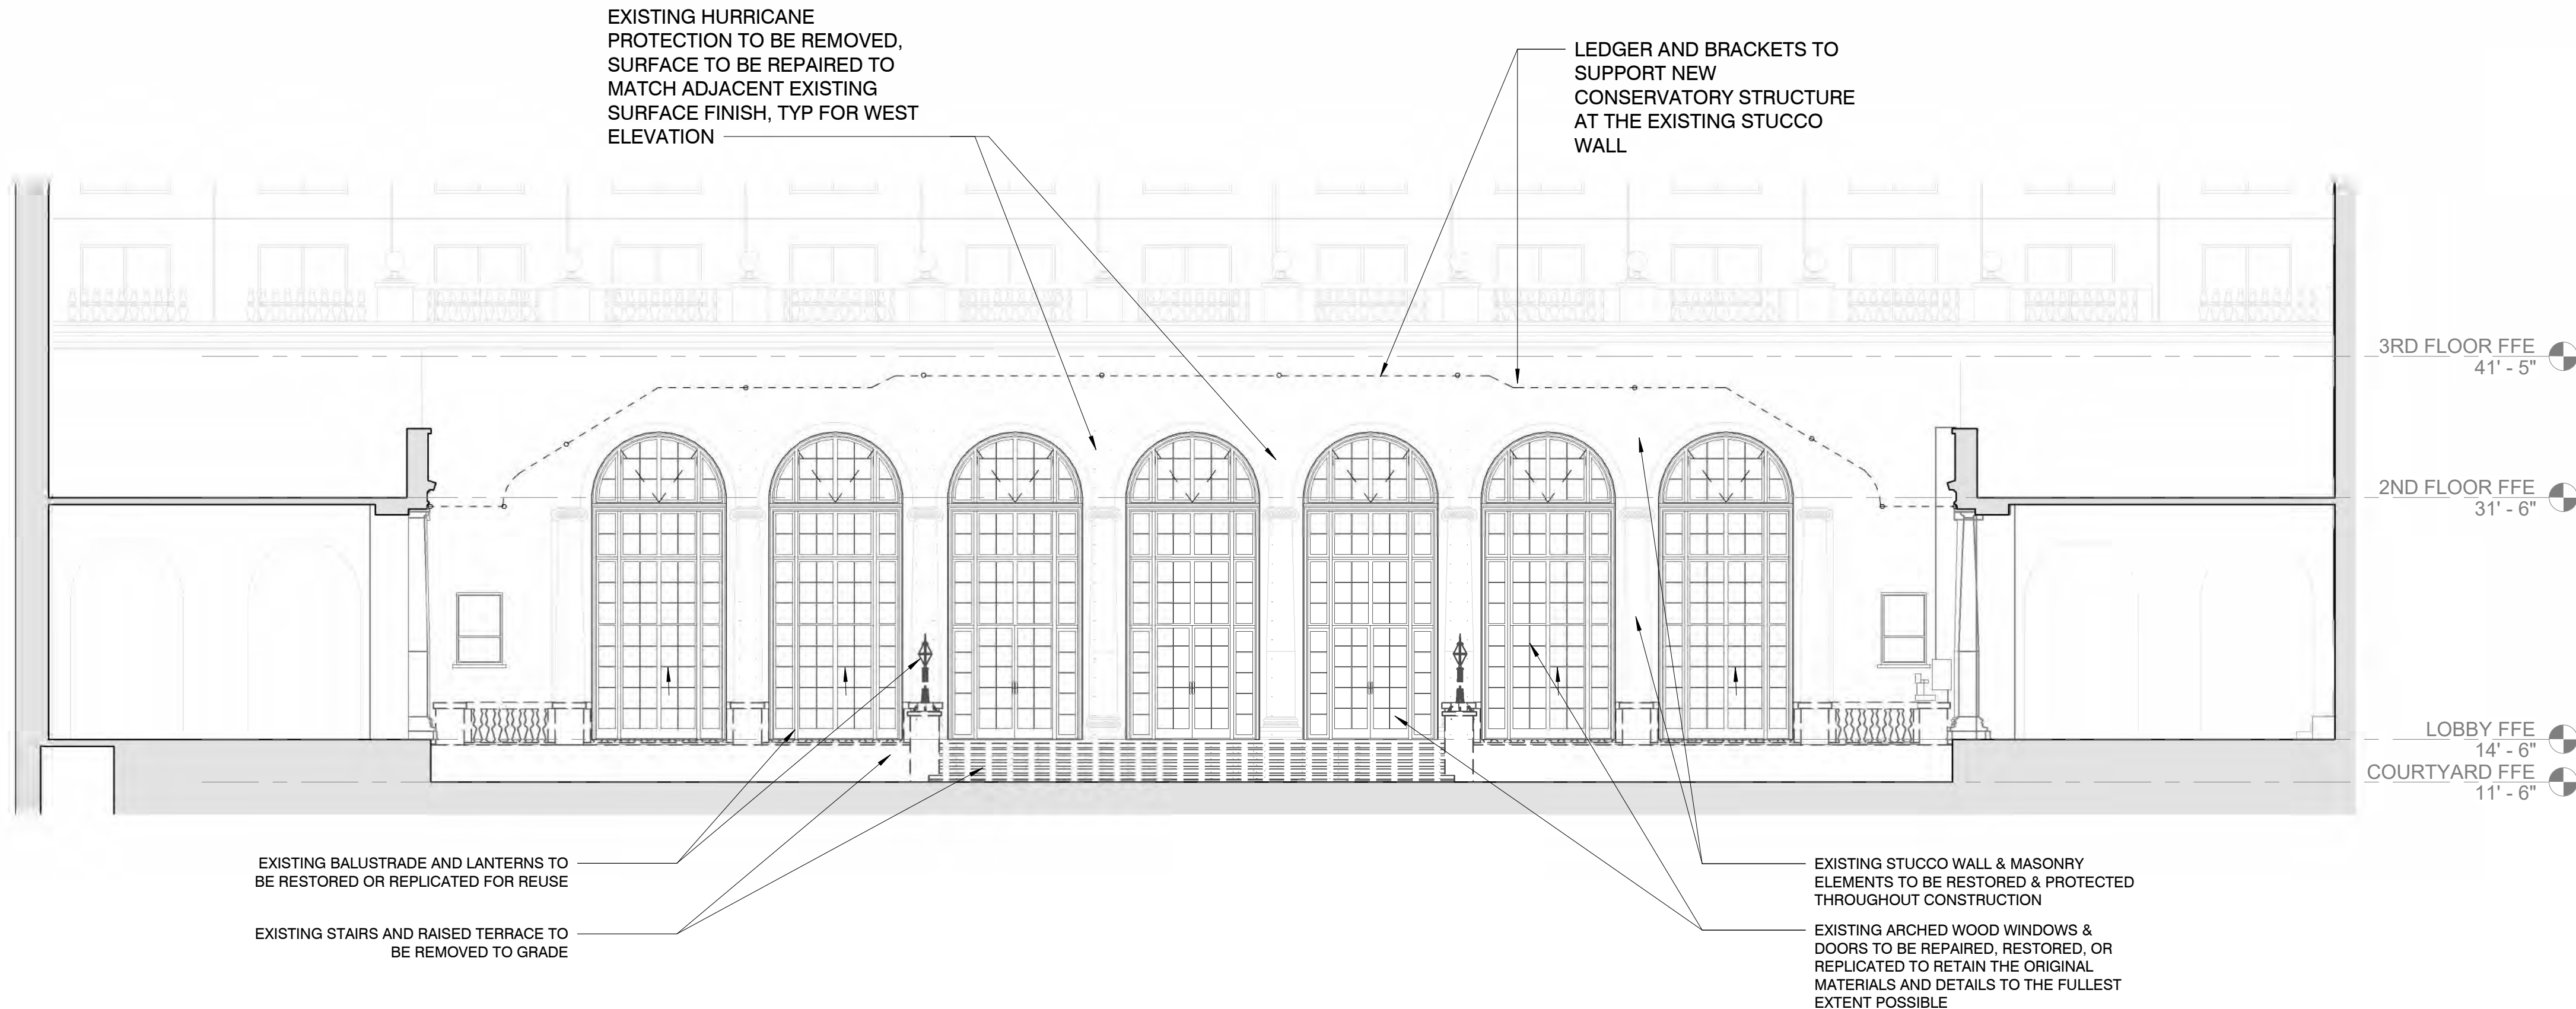 EXISTING HURRICANE
PROTECTION TO BE REMOVED,
SURFACE TO BE REPAIRED TO
MATCH ADJACENT EXISTING
SURFACE FINISH, TYP FOR WEST
ELEVATION
LEDGER AND BRACKETS TO
SUPPORT NEW
CONSERVATORY STRUCTURE
AT THE EXISTING STUCCO
WALL
3RD FLOOR FFE
41' - 5"
2ND FLOOR FFE
31' - 6"
LOBBY FFE
14' - 6"
COURTYARD FFE
11' - 6"
EXISTING BALUSTRADE AND LANTERNS TO
BE RESTORED OR REPLICATED FOR REUSE
EXISTING STAIRS AND RAISED TERRACE TO
BE REMOVED TO GRADE
EXISTING STUCCO WALL & MASONRY
ELEMENTS TO BE RESTORED & PROTECTED
THROUGHOUT CONSTRUCTION
EXISTING ARCHED WOOD WINDOWS &
DOORS TO BE REPAIRED, RESTORED, OR
REPLICATED TO RETAIN THE ORIGINAL
MATERIALS AND DETAILS TO THE FULLEST
EXTENT POSSIBLE